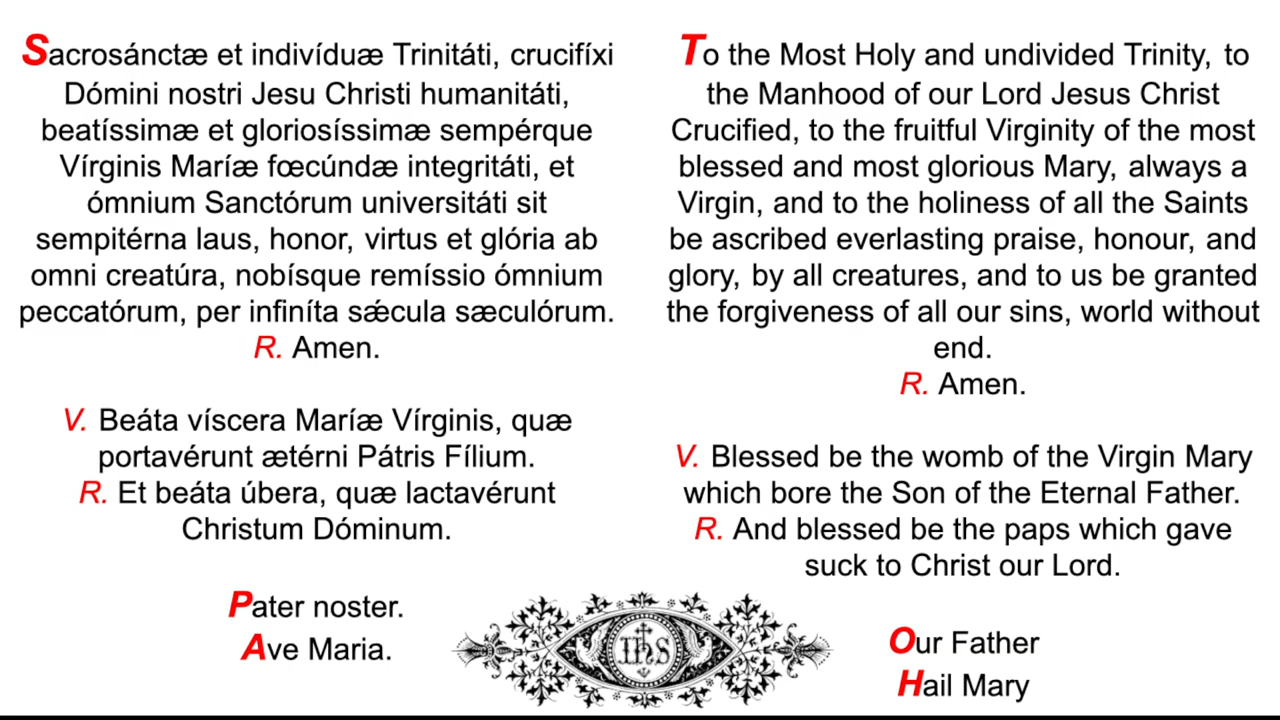 Sacrosánctæ et indivíduæ Trinitáti, crucifíxi
Dómini nostri Jesu Christi humanitáti,
beatíssimæ et gloriosíssimæ sempérque
Vírginis Maríæ fœcúndæ integritáti, et
ómnium Sanctórum universitáti sit
sempitérna laus, honor, virtus et glória ab
omni creatúra, nobísque remíssio ómnium
peccatórum, per infiníta sǽcula sæculórum.
R. Amen.
V. Beáta víscera Maríæ Vírginis, quæ
portavérunt ætérni Pátris Fílium.
R. Et beáta úbera, quæ lactavérunt
Christum Dóminum.
Pater noster.
Ave Maria.
To the Most Holy and undivided Trinity, to
the Manhood of our Lord Jesus Christ
Crucified, to the fruitful Virginity of the most
blessed and most glorious Mary, always a
Virgin, and to the holiness of all the Saints
be ascribed everlasting praise, honour, and
glory, by all creatures, and to us be granted
the forgiveness of all our sins, world without
end.
R. Amen.
V. Blessed be the womb of the Virgin Mary
which bore the Son of the Eternal Father.
R. And blessed be the paps which gave
suck to Christ our Lord.
Our Father
Hail Mary
IHS